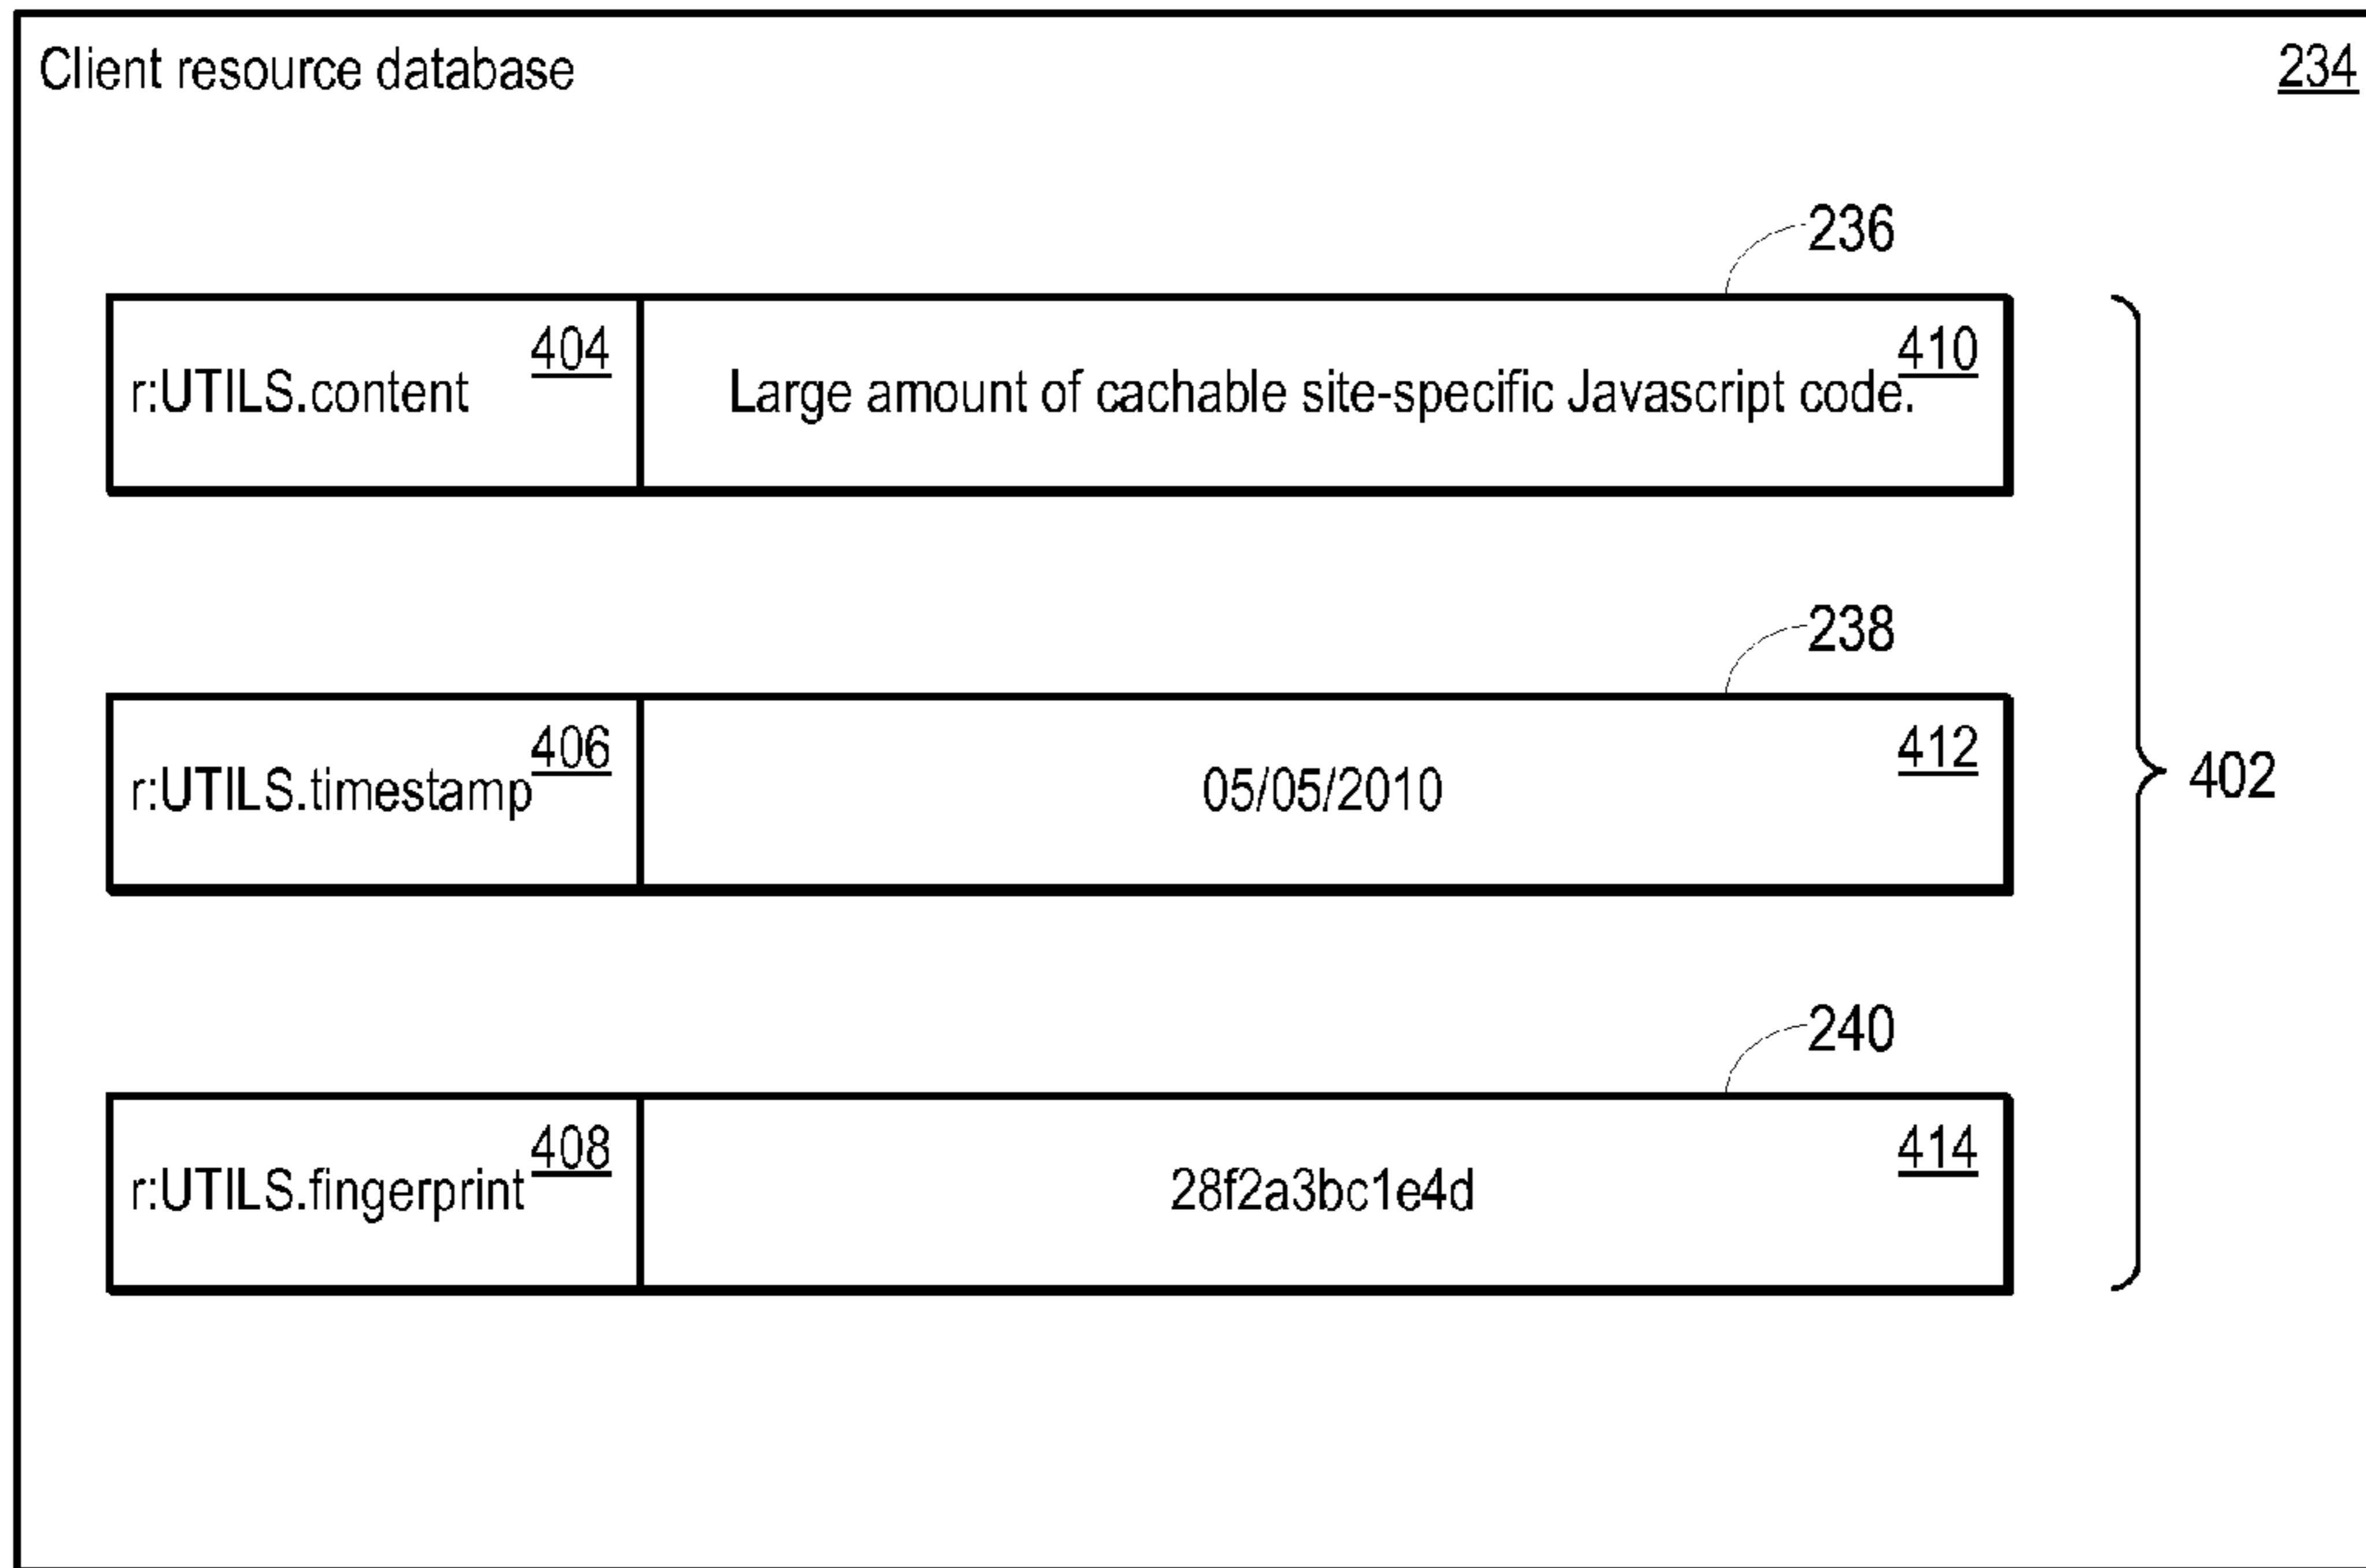 Client resource database 234
236
r:UTILS.content 404 Large amount of cachable site-specific Javascript code. 410
238
r:UTILS.timestamp 406 05/05/2010 412
402
240
r:UTILS.fingerprint 408 28f2a3bc1e4d 414